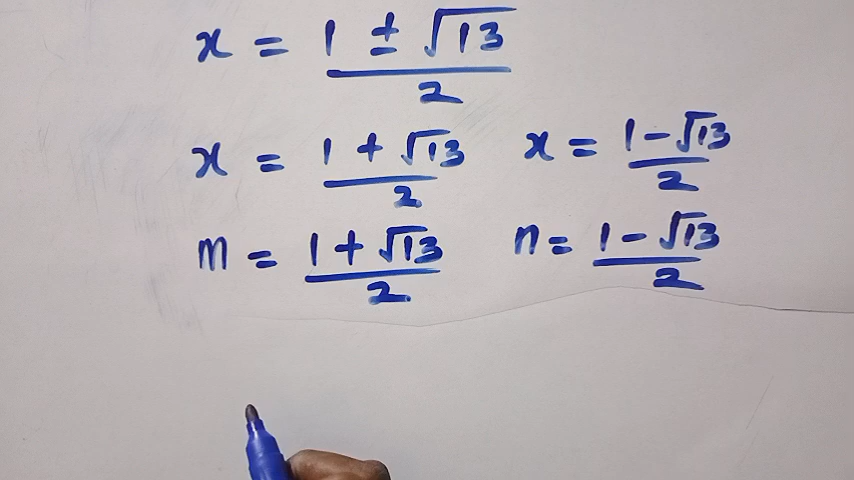 x = (1 ± √13)/2
x = (1 + √13)/2 x = (1 - √13)/2
m = (1 + √13)/2 n = (1 - √13)/2